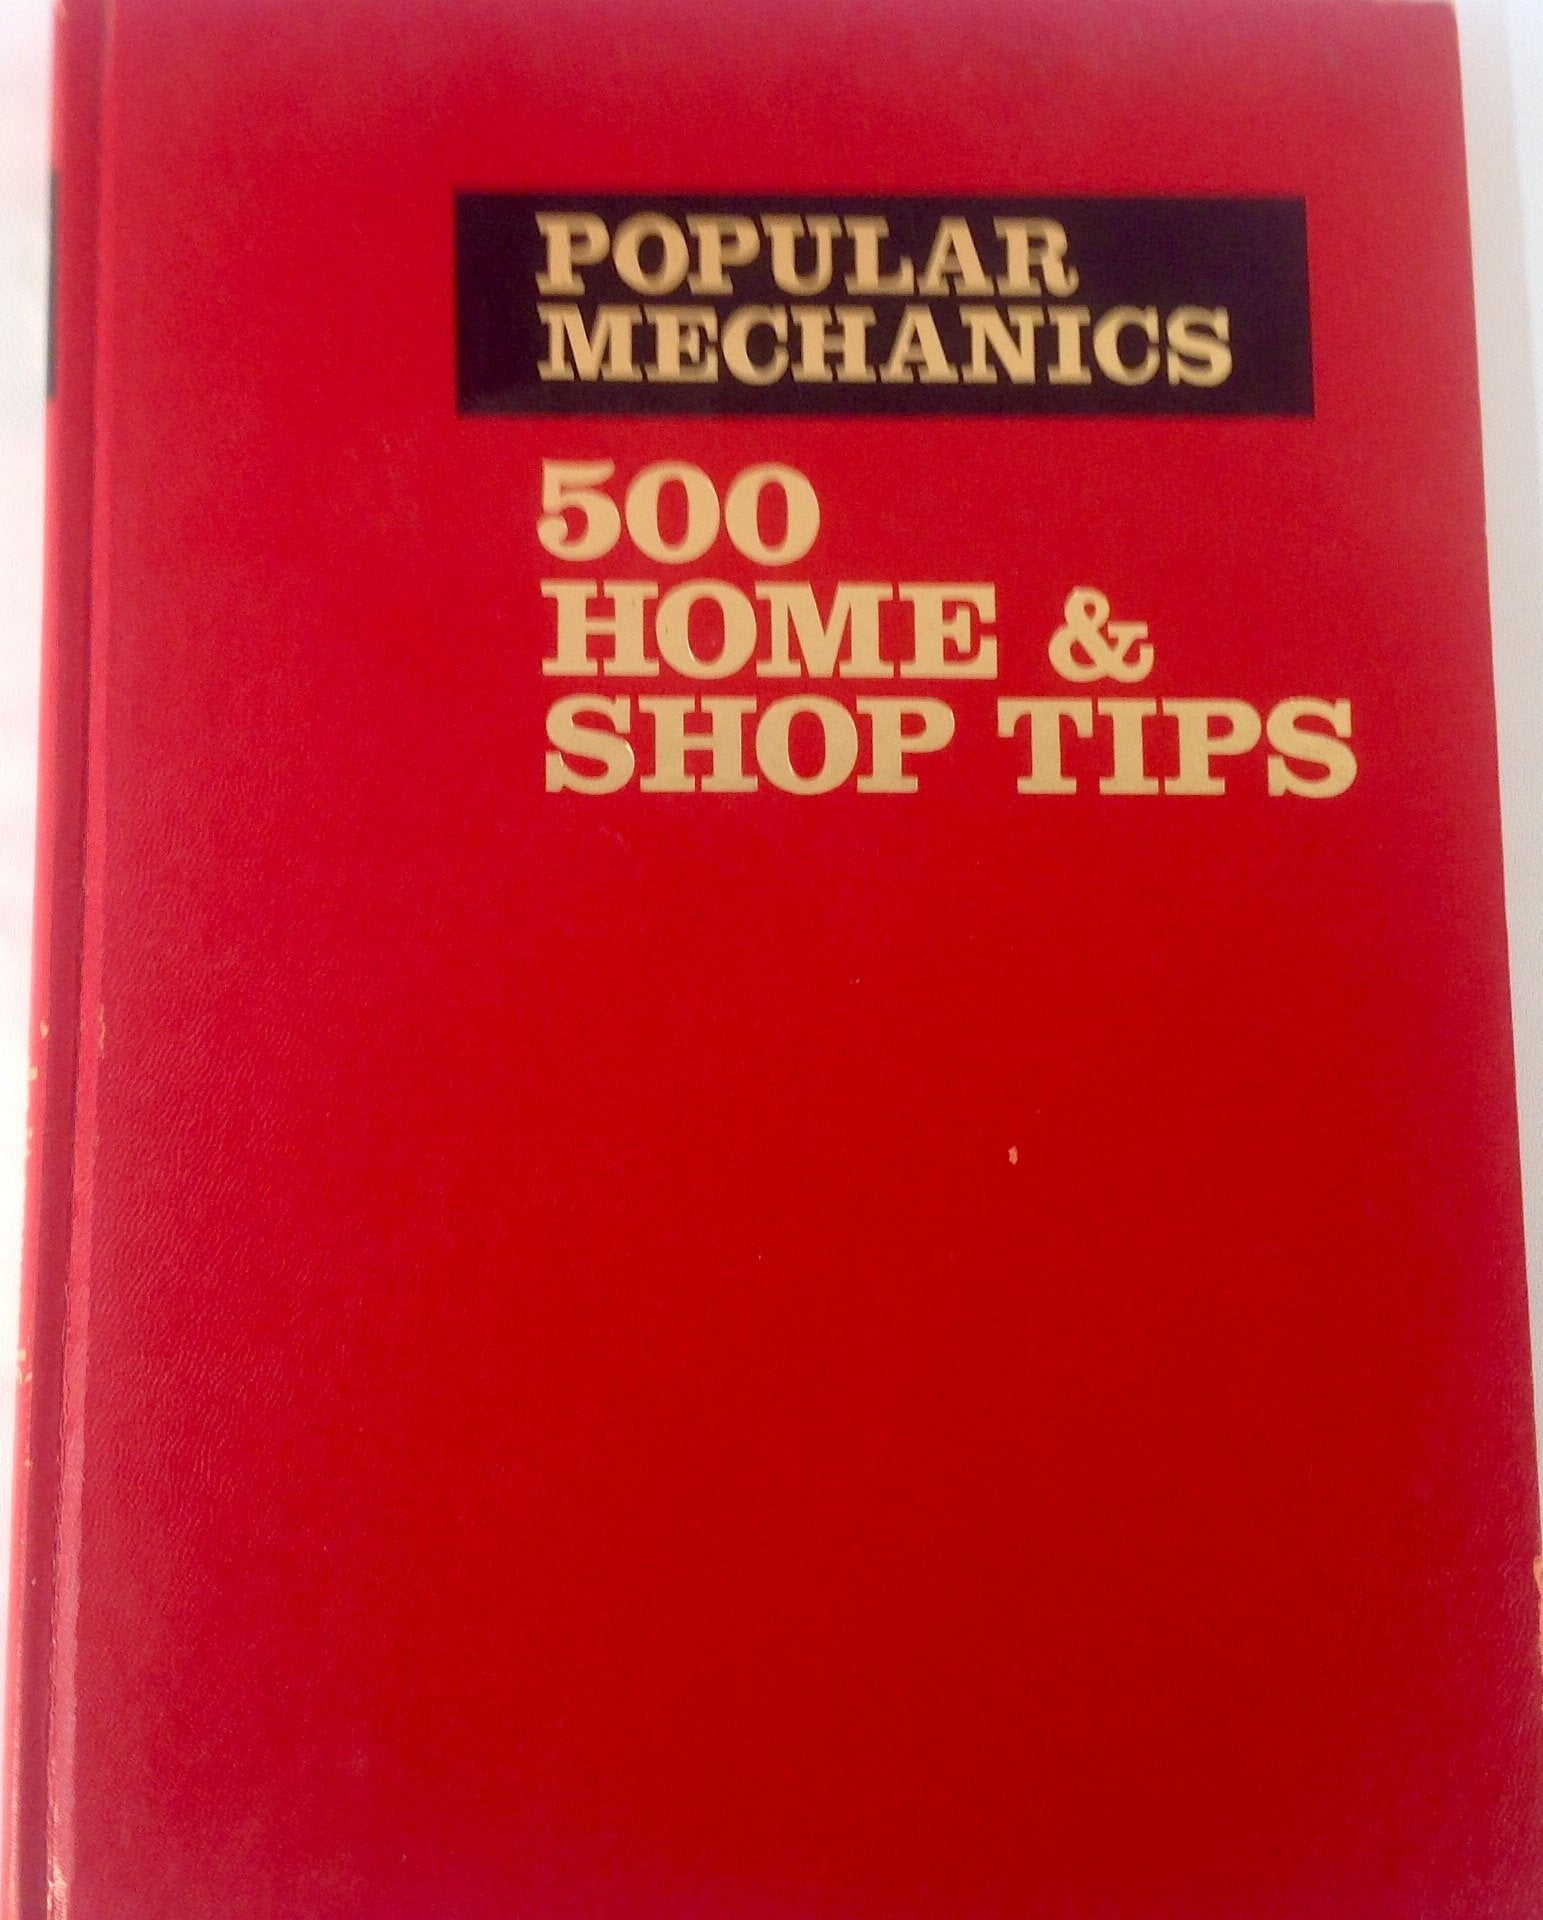 POPULAR
MECHANICS
500
HOME &
SHOP TIPS